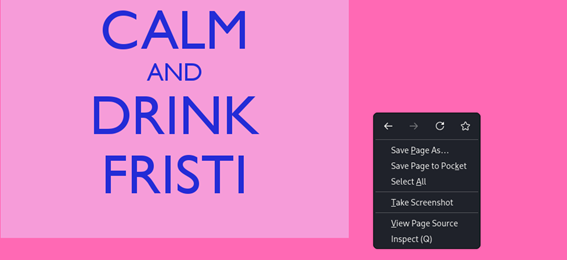 CALM
AND
DRINK
FRISTI
Save Page As...
Save Page to Pocket
Select All
Take Screenshot
View Page Source
Inspect (Q)